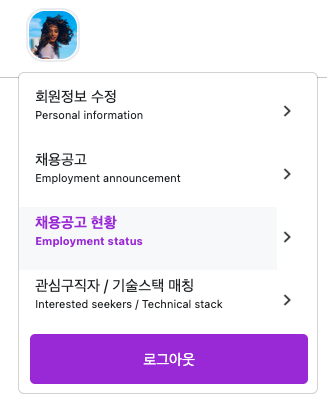 회원정보 수정
Personal information
채용공고
Employment announcement
채용공고 현황
Employment status
관심구직자 / 기술스택 매칭
Interested seekers / Technical stack
로그아웃